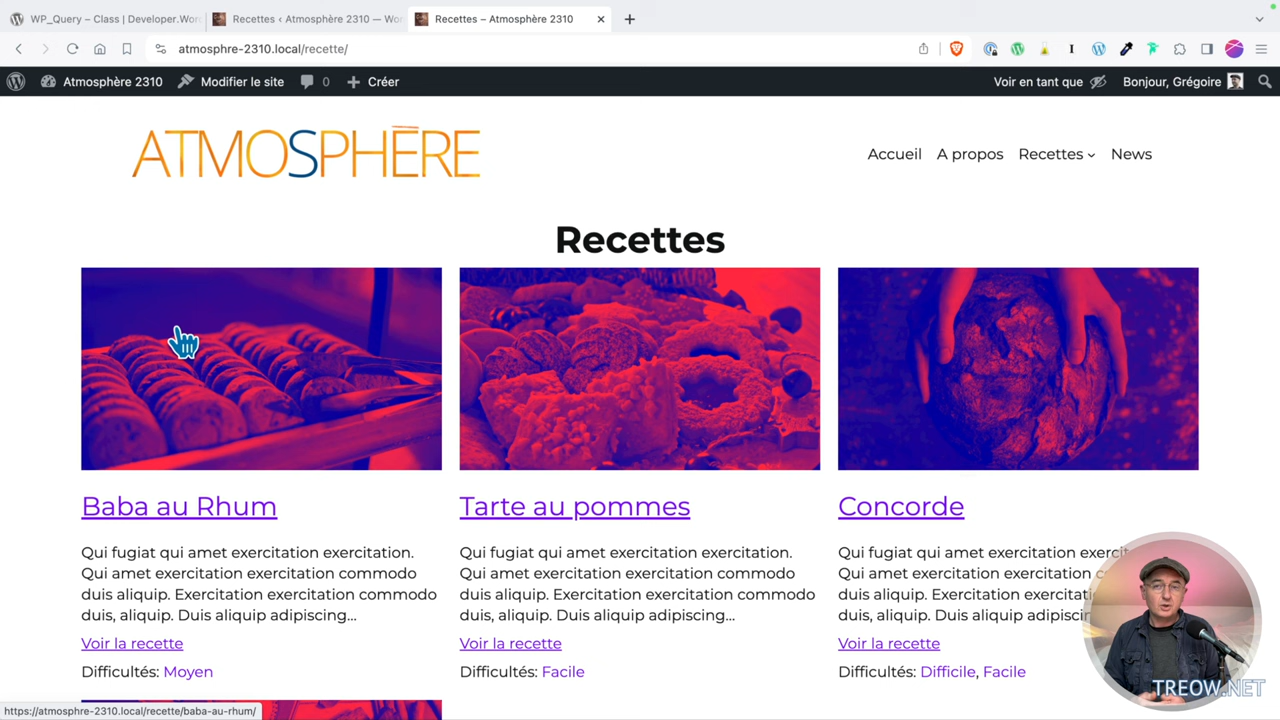 WP_Query – Class | Developer.Wor
Recettes ‹ Atmosphère 2310 — Wor
Recettes – Atmosphère 2310
atmosphre-2310.local/recette/
Atmosphère 2310
Modifier le site
0
Créer
Voir en tant que
Bonjour, Grégoire
ATMOSPHĒRE
Accueil
A propos
Recettes
News
Recettes
Baba au Rhum
Qui fugiat qui amet exercitation exercitation.
Qui amet exercitation exercitation commodo
duis aliquip. Exercitation exercitation commodo
duis, aliquip. Duis aliquip adipiscing...
Voir la recette
Difficultés: Moyen
Tarte au pommes
Qui fugiat qui amet exercitation exercitation.
Qui amet exercitation exercitation commodo
duis aliquip. Exercitation exercitation commodo
duis, aliquip. Duis aliquip adipiscing...
Voir la recette
Difficultés: Facile
Concorde
Qui fugiat qui amet exercitation exercit
Qui amet exercitation exercitation
duis aliquip. Exercitation exercitation
duis, aliquip. Duis aliquip adipiscin
Voir la recette
Difficultés: Difficile, Facile
TREOW.NET
https://atmosphre-2310.local/recette/baba-au-rhum/